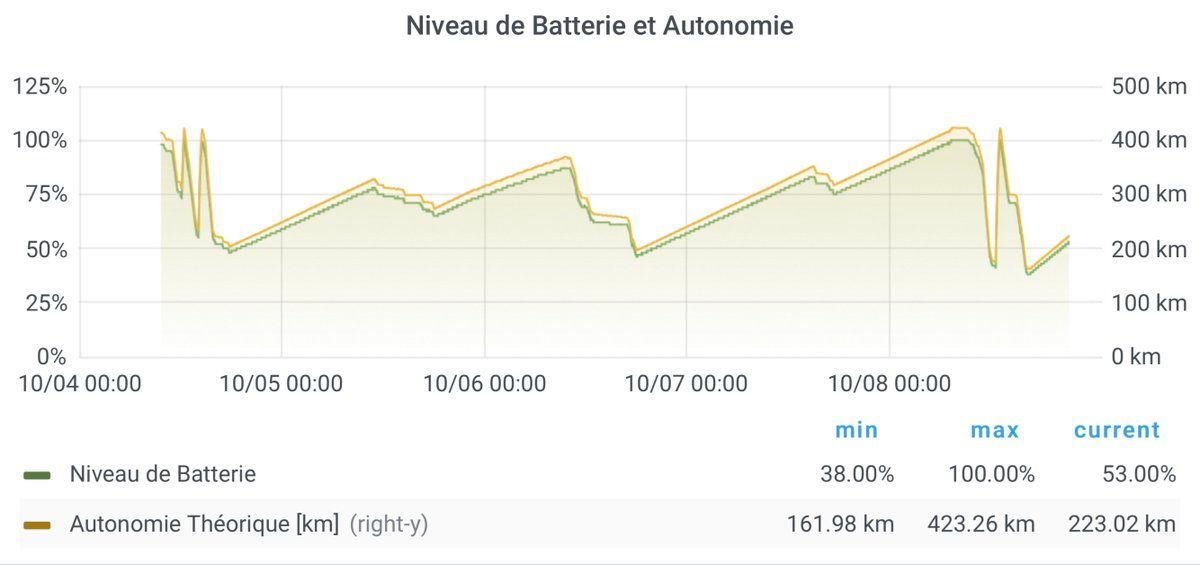 Niveau de Batterie et Autonomie
125% 500 km
100% 400 km
75% 300 km
50% 200 km
25% 100 km
0% 0 km
10/04 00:00 10/05 00:00 10/06 00:00 10/07 00:00 10/08 00:00
min max current
Niveau de Batterie 38.00% 100.00% 53.00%
Autonomie Théorique [km] (right-y) 161.98 km 423.26 km 223.02 km